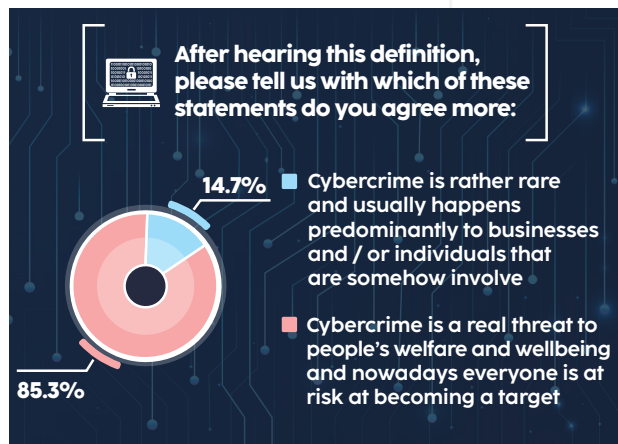 After hearing this definition,
please tell us with which of these
statements do you agree more:
14.7%
Cybercrime is rather rare
and usually happens
predominantly to businesses
and / or individuals that
are somehow involve
Cybercrime is a real threat to
people's welfare and wellbeing
and nowadays everyone is at
risk at becoming a target
85.3%